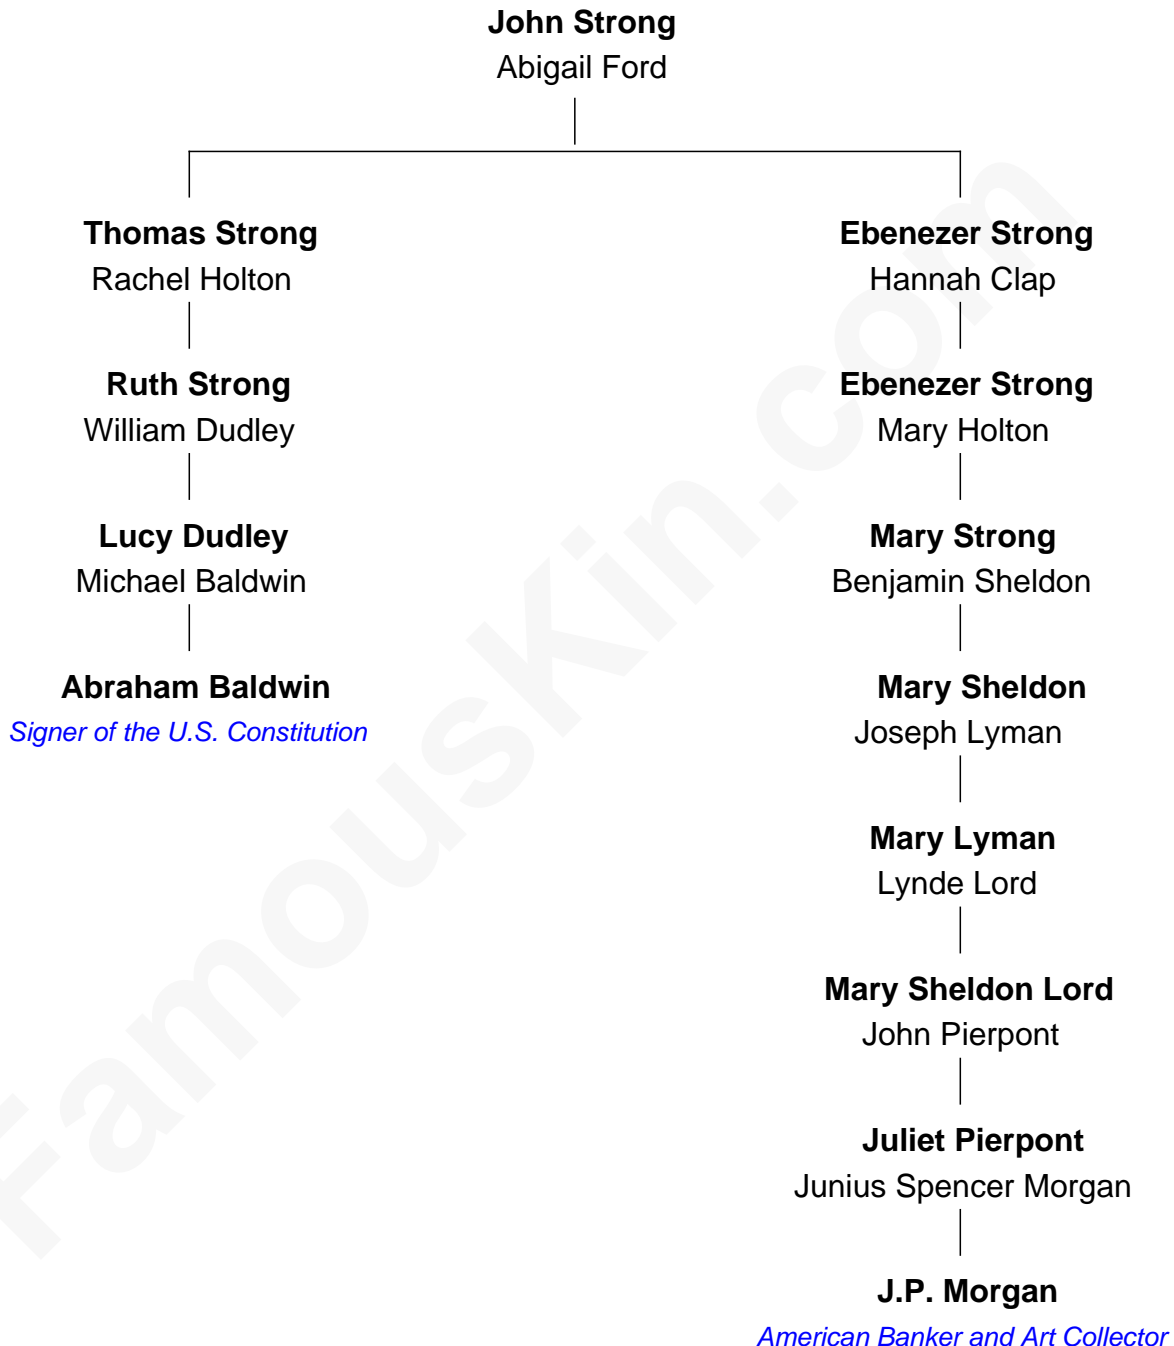 John Strong
Abigail Ford
Thomas Strong
Rachel Holton
Ebenezer Strong
Hannah Clap
Ruth Strong
William Dudley
Ebenezer Strong
Mary Holton
Lucy Dudley
Michael Baldwin
Mary Strong
Benjamin Sheldon
Abraham Baldwin
Signer of the U.S. Constitution
Mary Sheldon
Joseph Lyman
Mary Lyman
Lynde Lord
Mary Sheldon Lord
John Pierpont
Juliet Pierpont
Junius Spencer Morgan
J.P. Morgan
American Banker and Art Collector
FamousKin.com